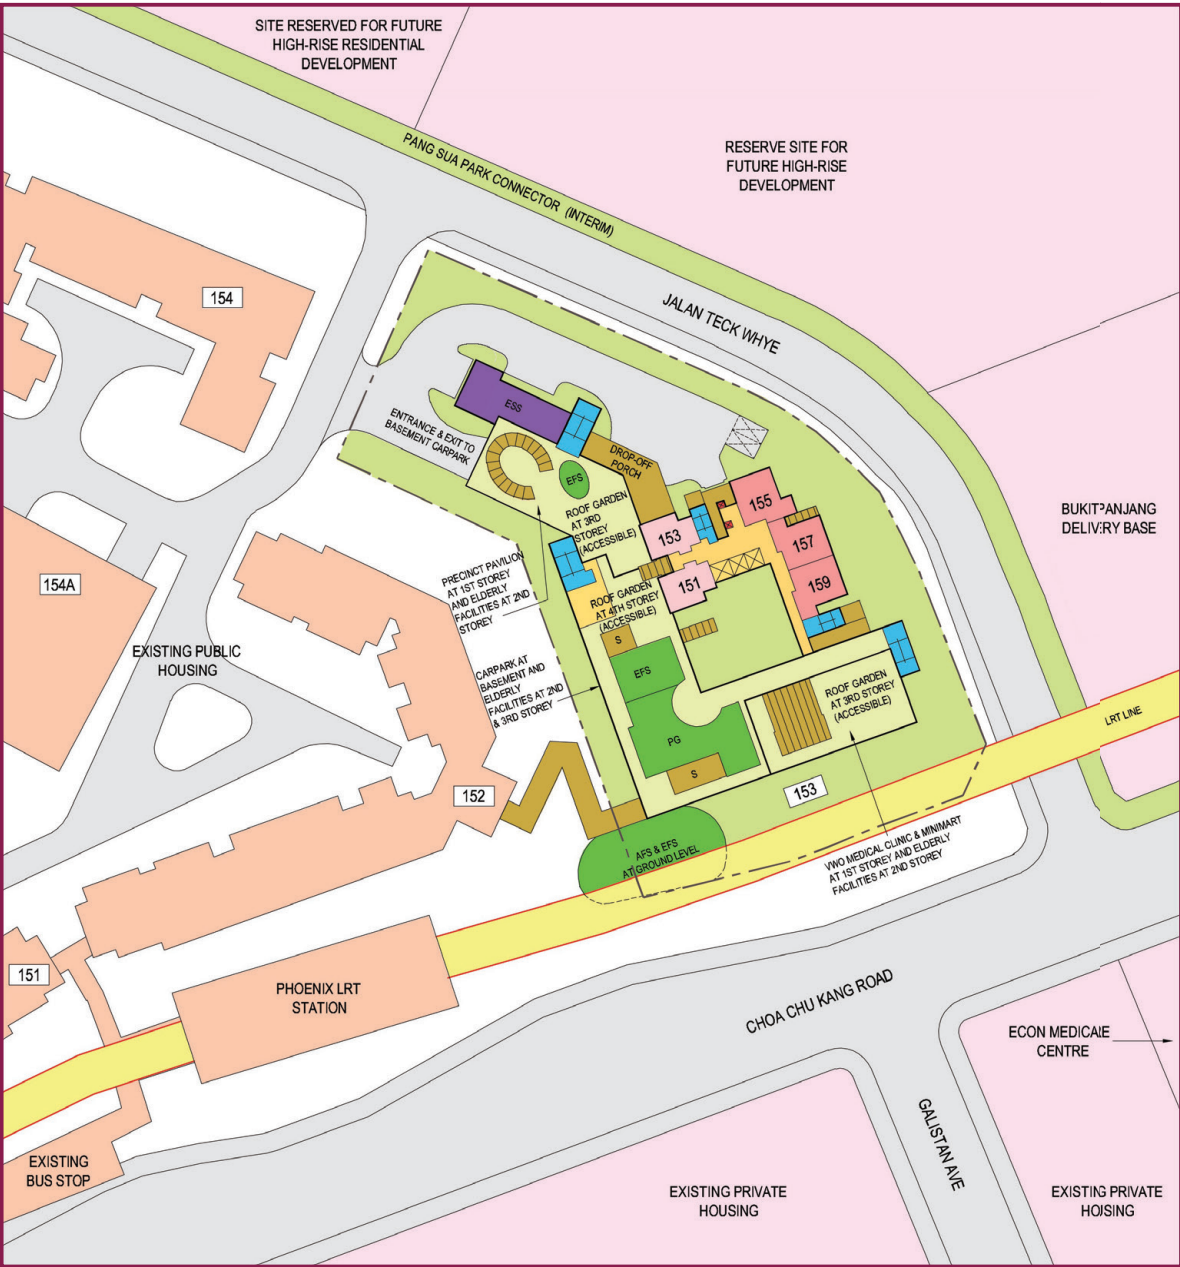 SITE RESERVED FOR FUTURE
HIGH-RISE RESIDENTIAL
DEVELOPMENT
PANG SUA PARK CONNECTOR (INTERIM)
RESERVE SITE FOR
FUTURE HIGH-RISE
DEVELOPMENT
154
JALAN TECK WHYE
ESS
ENTRANCE & EXIT TO
BASEMENT CARPARK
DROP-OFF
PORCH
EFS
ROOF GARDEN
AT 3RD
STOREY
(ACCESSIBLE)
155
153
157
151
159
BUKIT PANJANG
DELIVERY BASE
154A
PRECINCT PAVILION
AT 1ST STOREY
AND ELDERLY
FACILITIES AT 2ND
STOREY
ROOF GARDEN
AT 4TH STOREY
(ACCESSIBLE)
S
EFS
EXISTING PUBLIC
HOUSING
CARPARK AT
BASEMENT AND
ELDERLY
FACILITIES AT 2ND
& 3RD STOREY
ROOF GARDEN
AT 3RD STOREY
(ACCESSIBLE)
PG
S
LRT LINE
152
153
AFS & EFS
AT GROUND LEVEL
VWO MEDICAL CLINIC & MINIMART
AT 1ST STOREY AND ELDERLY
FACILITIES AT 2ND STOREY
151
PHOENIX LRT
STATION
CHOA CHU KANG ROAD
ECON MEDICARE
CENTRE
GALISTAN AVE
EXISTING
BUS STOP
EXISTING PRIVATE
HOUSING
EXISTING PRIVATE
HOUSING